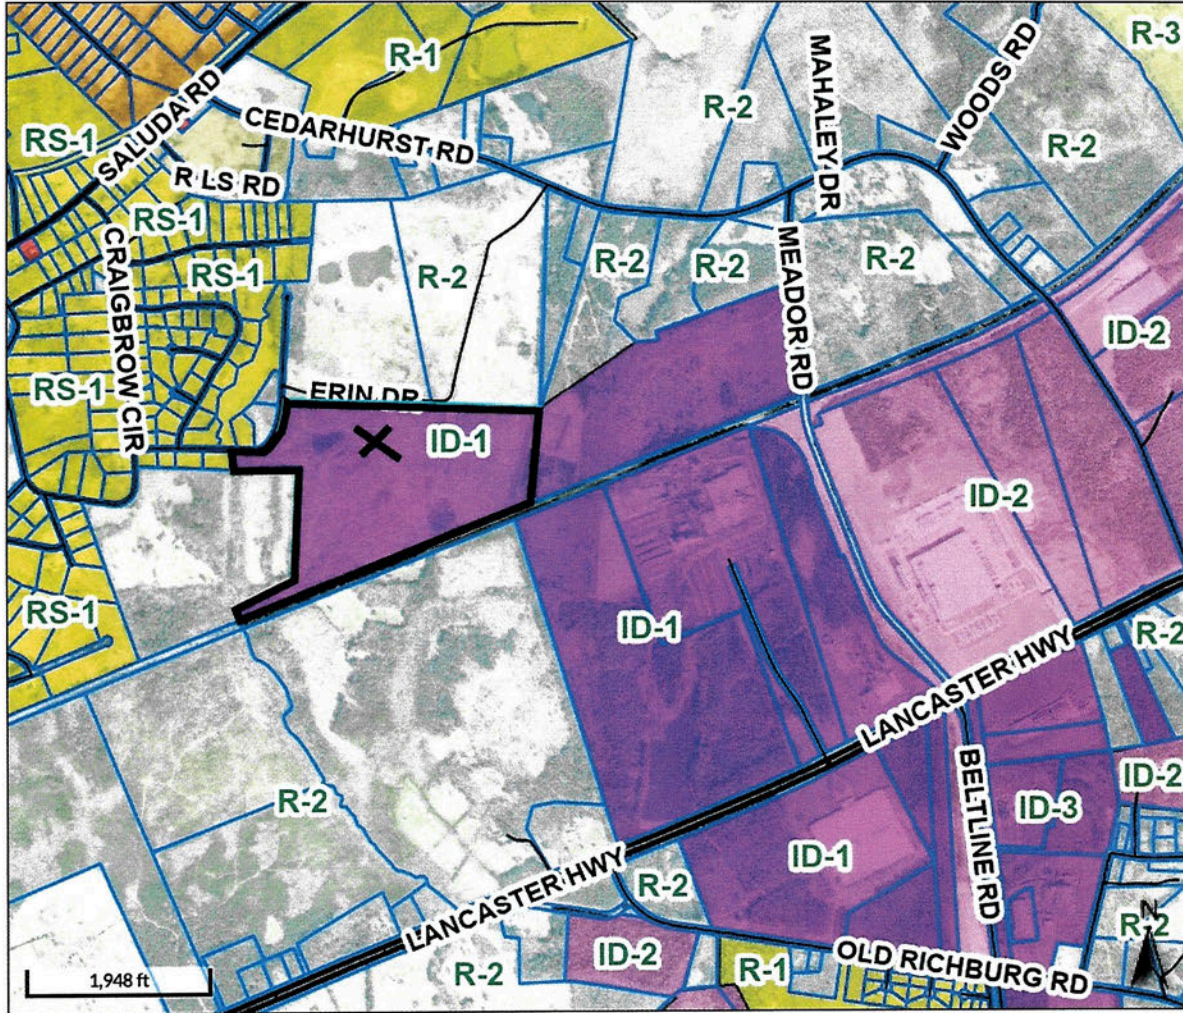 R-1
R-3
SALUDA RD
MAHALEY DR
WOODS RD
RS-1
CEDARHURST RD
R-2
R-2
R LS RD
RS-1
CRAIGBROW CIR
RS-1
R-2
R-2
R-2
MEADOR RD
R-2
ID-2
RS-1
ERIN DR
X
ID-1
ID-2
RS-1
ID-1
R-2
LANCASTER HWY
BELTLINE RD
ID-2
R-2
ID-3
ID-1
LANCASTER HWY
R-2
N
R-2
ID-2
R-1
OLD RICHBURG RD
R-2
1,948 ft